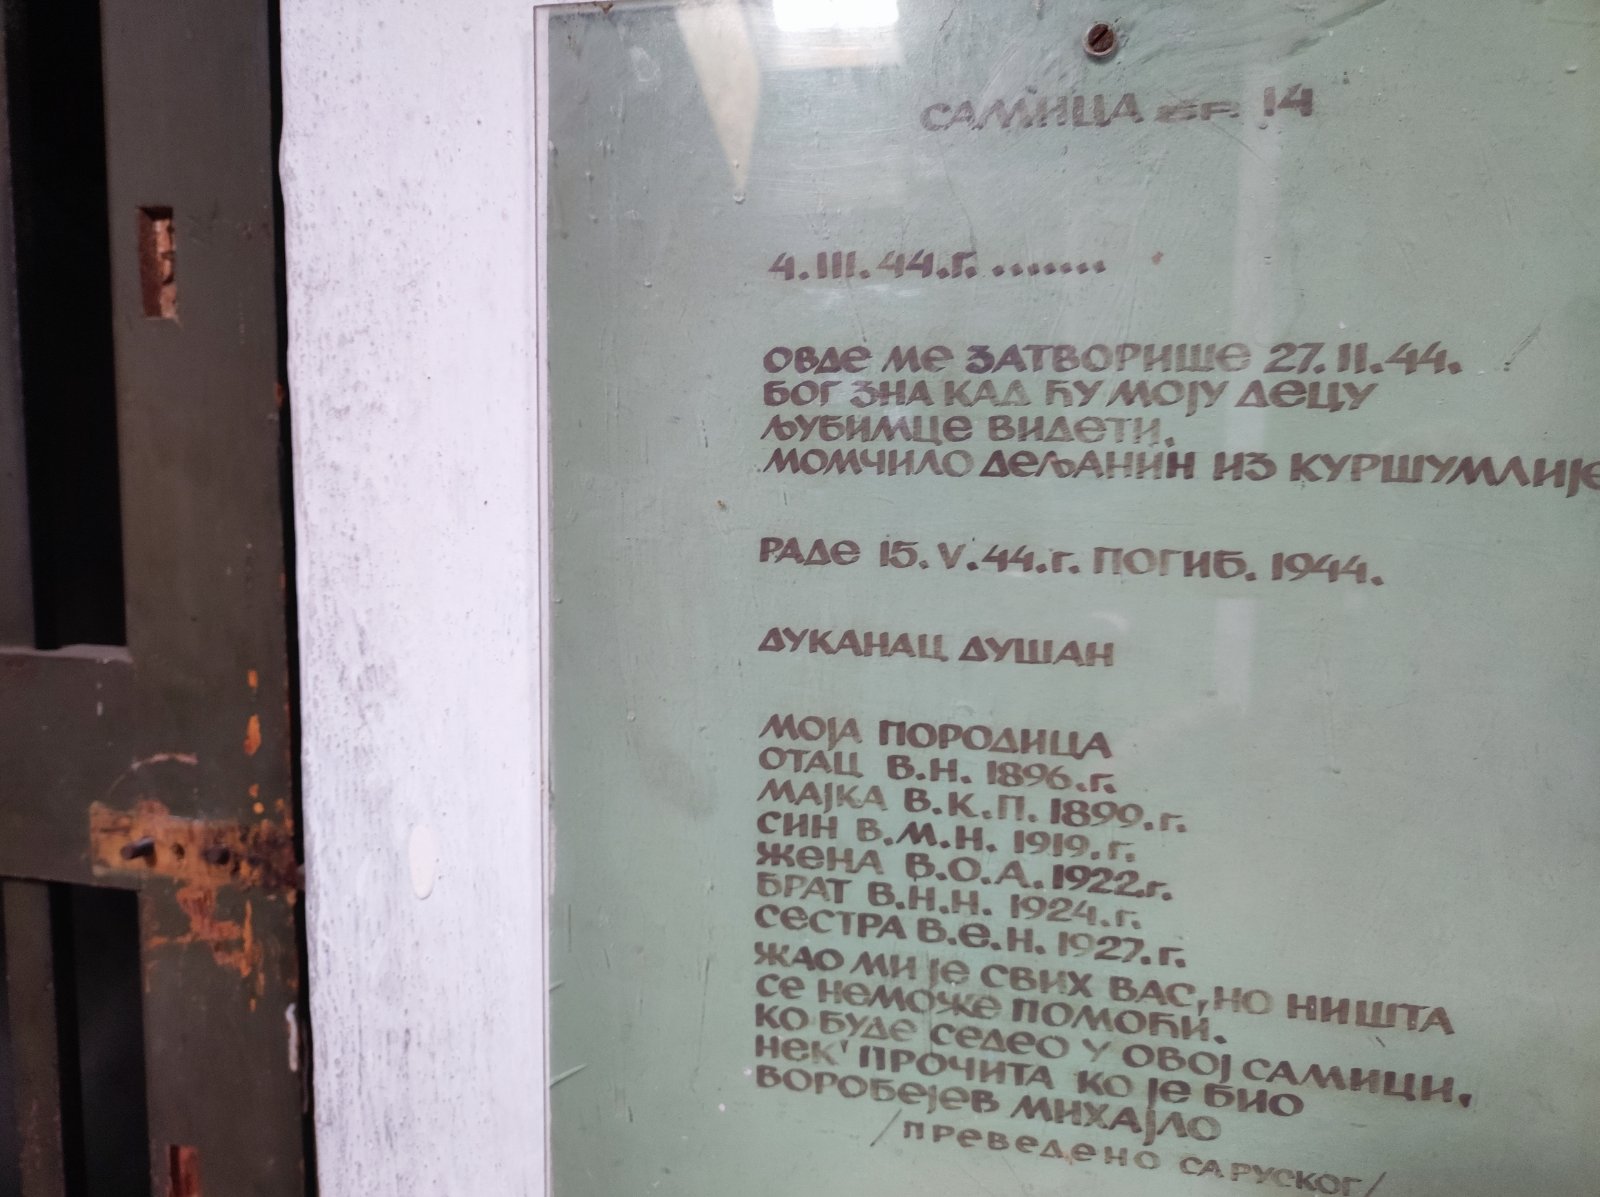 САМИЦА БР. 14
4.III.44.г. .......
ОВДЕ МЕ ЗАТВОРИШЕ 27.II.44.
БОГ ЗНА КАД ЋУ МОЈУ ДЕЦУ
ЉУБИМЦЕ ВИДЕТИ.
МОМЧИЛО ДЕЉАНИН ИЗ КУРШУМЛИЈЕ
РАДЕ 15.V.44.г. ПОГИБ. 1944.
ДУКАНАЦ ДУШАН
МОЈА ПОРОДИЦА
ОТАЦ В.Н. 1896.г.
МАЈКА В.К.П. 1899.г.
СИН В.М.Н. 1919.г.
ЖЕНА В.О.А. 1922г.
БРАТ В.Н.Н. 1924.г.
СЕСТРА В.Е.Н. 1927.г.
ЖАО МИ ЈЕ СВИХ ВАС, НО НИШТА
СЕ НЕМОЖЕ ПОМОЋИ.
КО БУДЕ СЕДЕО У ОВОЈ САМИЦИ,
НЕК' ПРОЧИТА КО ЈЕ БИО
ВОРОБЕЈЕВ МИХАЈЛО
/ПРЕВЕДЕНО СА РУСКОГ/